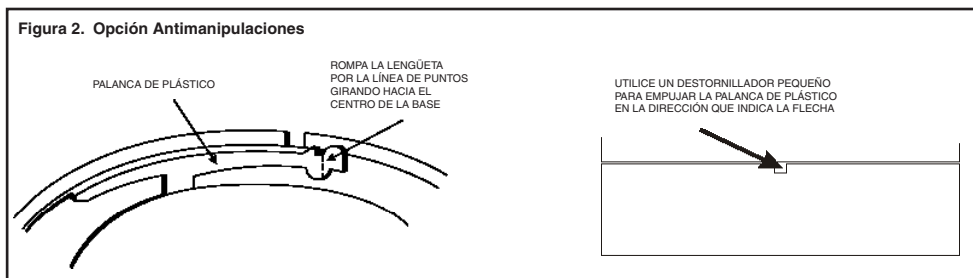 Figura 2. Opción Antimanipulaciones
PALANCA DE PLÁSTICO
ROMPA LA LENGÜETA
POR LA LÍNEA DE PUNTOS
GIRANDO HACIA EL
CENTRO DE LA BASE
UTILICE UN DESTORNILLADOR PEQUEÑO
PARA EMPUJAR LA PALANCA DE PLÁSTICO
EN LA DIRECCIÓN QUE INDICA LA FLECHA